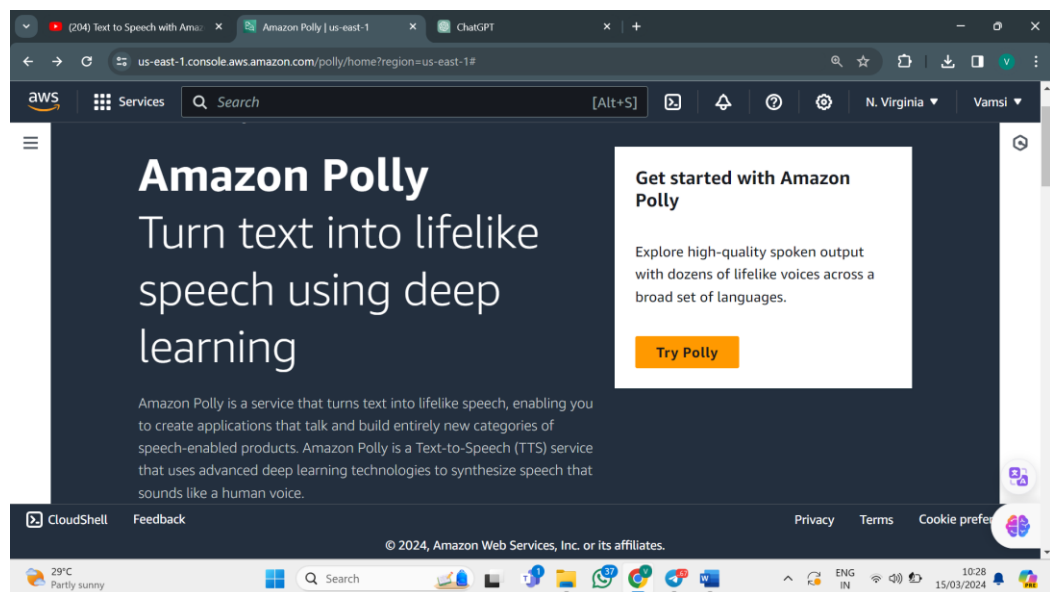 (204) Text to Speech with Ama
Amazon Polly | us-east-1
ChatGPT
us-east-1.console.aws.amazon.com/polly/home?region=us-east-1#
V
aws
Services
Search
[Alt+S]
N. Virginia
Vamsi
Amazon Polly
Turn text into lifelike
speech using deep
learning
Amazon Polly is a service that turns text into lifelike speech, enabling you
to create applications that talk and build entirely new categories of
speech-enabled products. Amazon Polly is a Text-to-Speech (TTS) service
that uses advanced deep learning technologies to synthesize speech that
sounds like a human voice.
Get started with Amazon
Polly
Explore high-quality spoken output
with dozens of lifelike voices across a
broad set of languages.
Try Polly
CloudShell
Feedback
Privacy
Terms
Cookie prefe
© 2024, Amazon Web Services, Inc. or its affiliates.
29°C
Partly sunny
Search
1
37
ENG
IN
10:28
15/03/2024
PRE